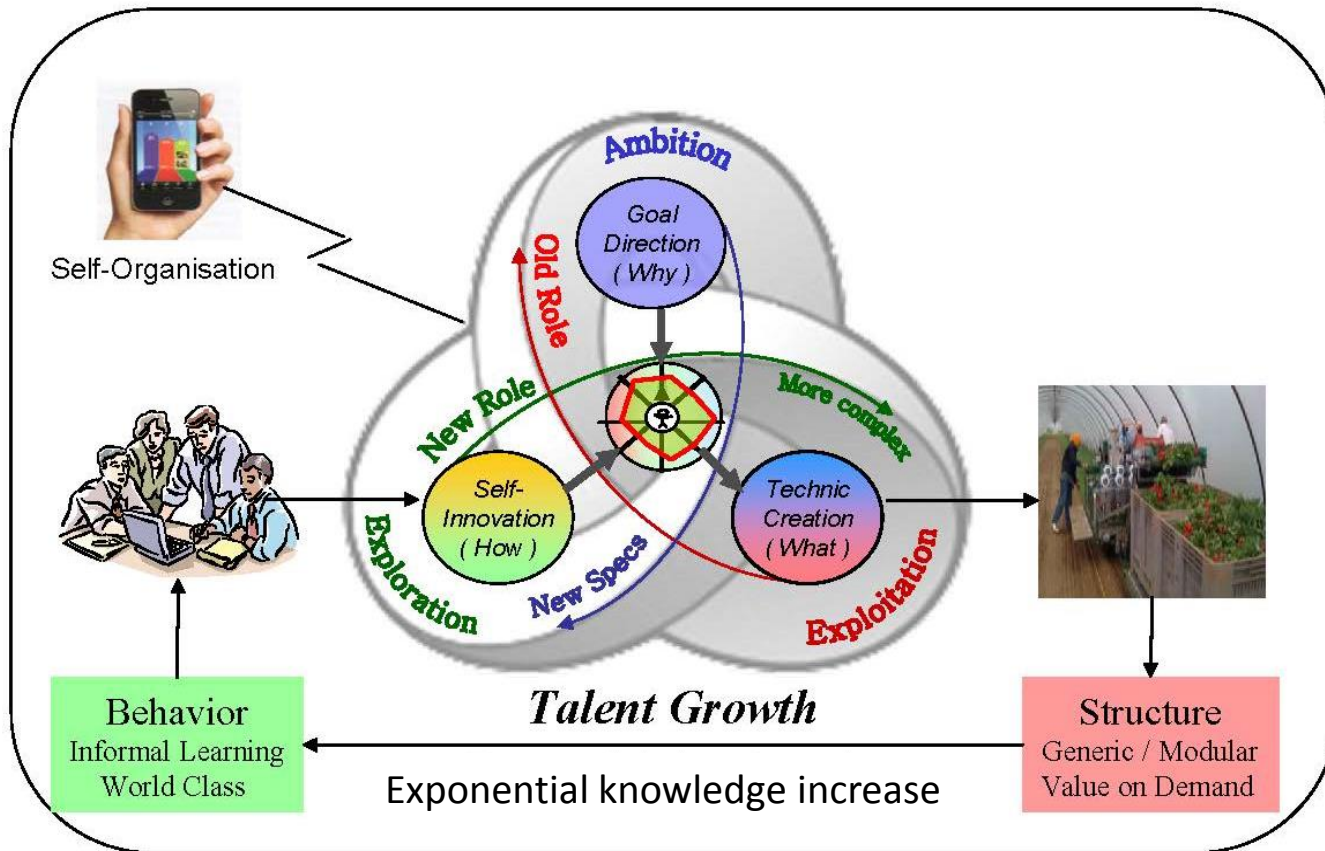 Ambition
Goal
Direction
( Why )
Self-Organisation
Old Role
New Role
More complex
Self-
Innovation
( How )
Technic
Creation
( What )
Exploration
New Specs
Exploitation
Talent Growth
Behavior
Informal Learning
World Class
Structure
Generic / Modular
Value on Demand
Exponential knowledge increase